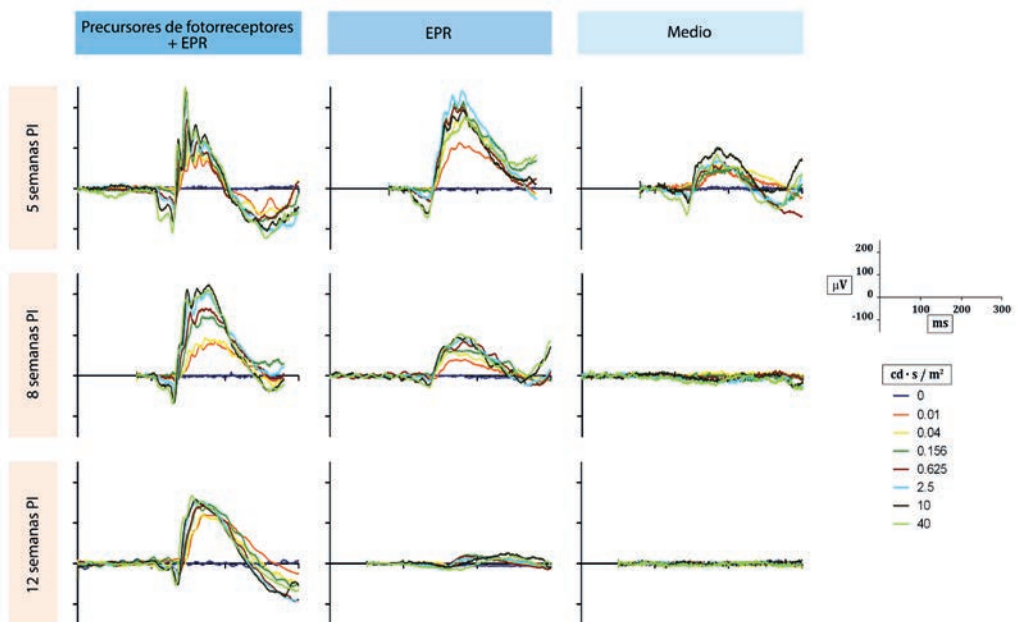 Precursores de fotorreceptores
+ EPR
EPR
Medio
5 semanas PI
8 semanas PI
12 semanas PI
200
100
µV
0
-100
100
200
300
ms
cd · s / m²
0
0.01
0.04
0.156
0.625
2.5
10
40